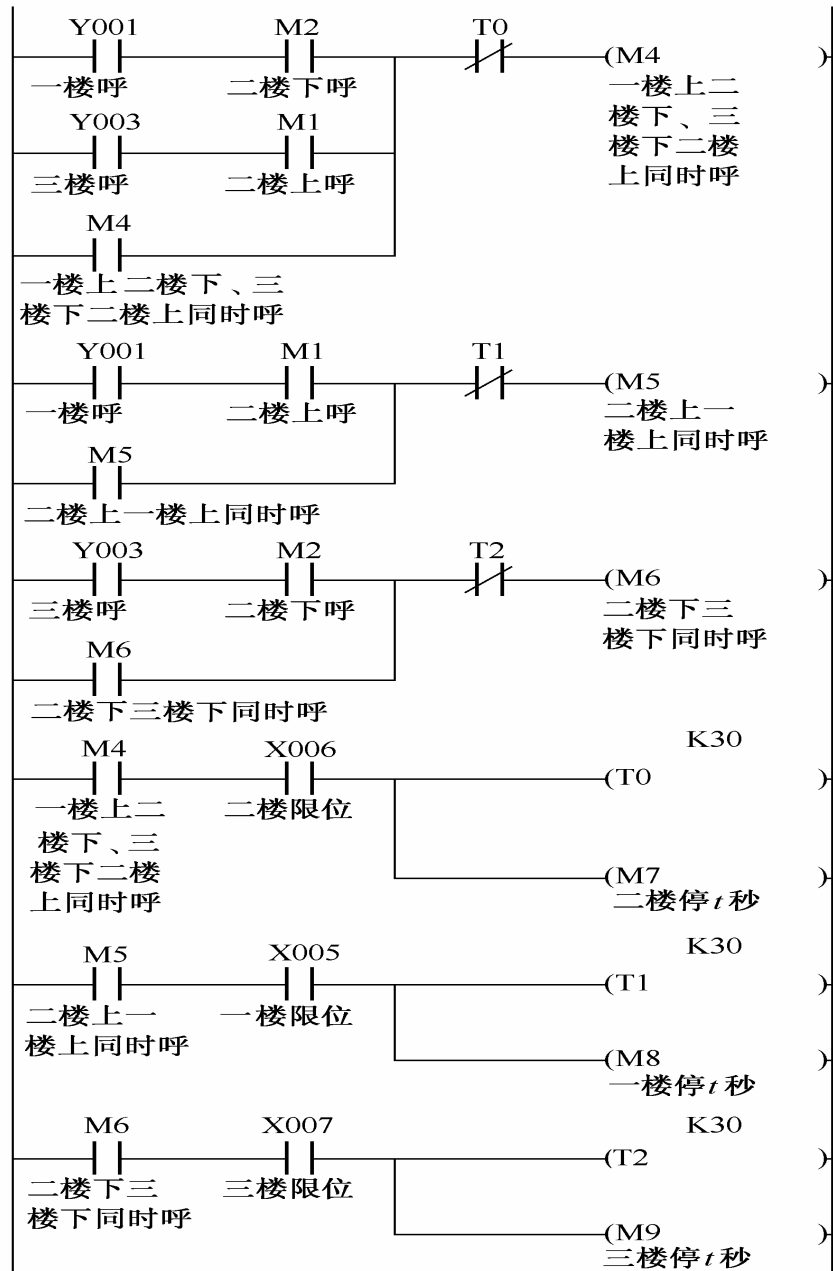 Y001 M2 T0 (M4 )
一楼呼 二楼下呼 一楼上二
楼下、三
楼下二楼
上同时呼
Y003 M1
三楼呼 二楼上呼
M4
一楼上二楼下、三
楼下二楼上同时呼
Y001 M1 T1 (M5 )
一楼呼 二楼上呼 二楼上一
楼上同时呼
M5
二楼上一楼上同时呼
Y003 M2 T2 (M6 )
三楼呼 二楼下呼 二楼下三
楼下同时呼
M6
二楼下三楼下同时呼
K30
M4 X006 (T0 )
一楼上二 二楼限位
楼下、三
楼下二楼
上同时呼
(M7 )
二楼停t秒
K30
M5 X005 (T1 )
二楼上一 一楼限位
楼上同时呼
(M8 )
一楼停t秒
K30
M6 X007 (T2 )
二楼下三 三楼限位
楼下同时呼
(M9 )
三楼停t秒